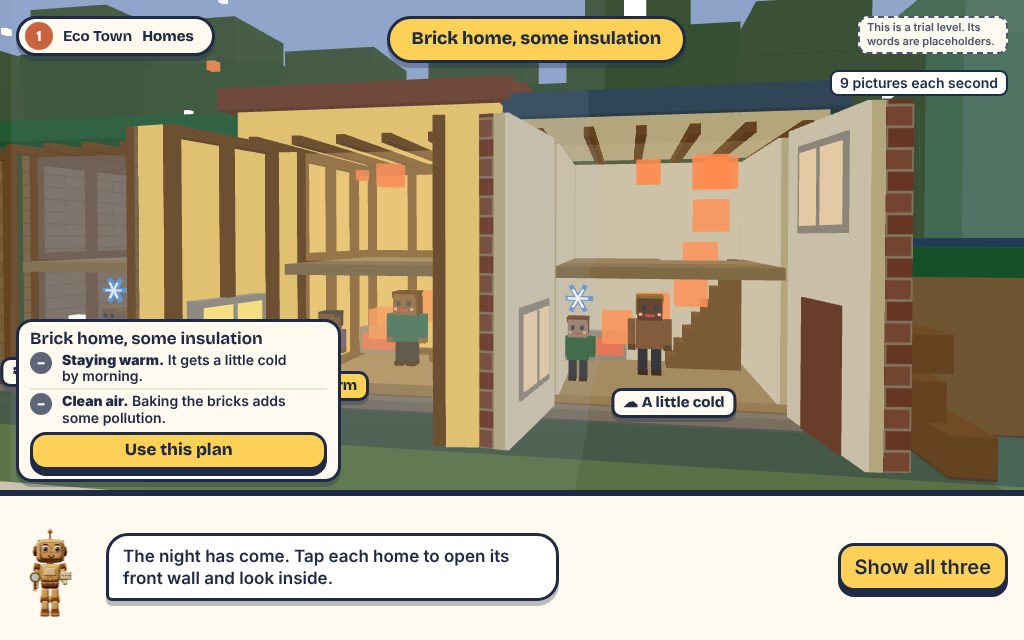 1 Eco Town Homes
Brick home, some insulation
This is a trial level. Its
words are placeholders.
9 pictures each second
Brick home, some insulation
Staying warm. It gets a little cold
by morning.
Clean air. Baking the bricks adds
some pollution.
Use this plan
A little cold
The night has come. Tap each home to open its
front wall and look inside.
Show all three